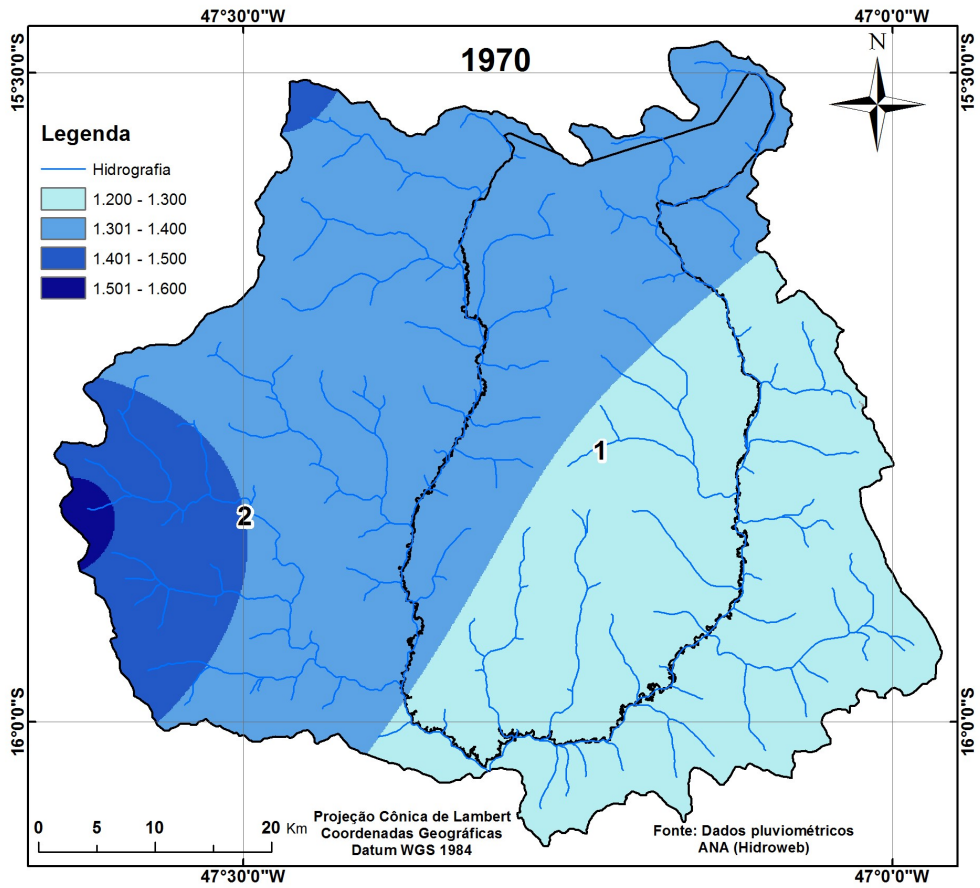 47°30'0"W
47°0'0"W
15°30'0"S
1970
N
15°30'0"S
Legenda
Hidrografia
1.200 - 1.300
1.301 - 1.400
1.401 - 1.500
1.501 - 1.600
1
2
16°0'0"S
16°0'0"S
0 5 10 20 Km
Projeção Cônica de Lambert
Coordenadas Geográficas
Datum WGS 1984
Fonte: Dados pluviométricos
ANA (Hidroweb)
47°30'0"W
47°0'0"W